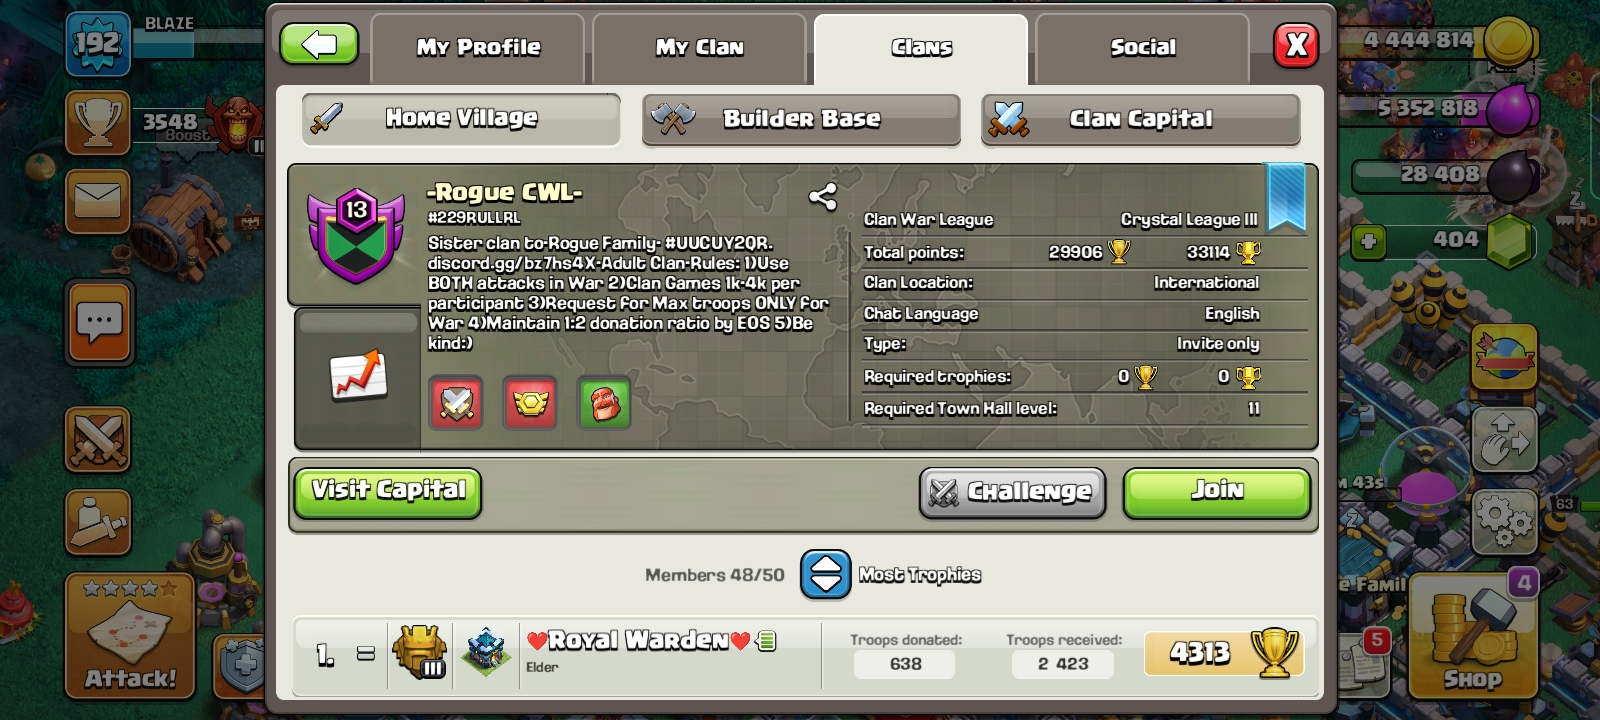 192
BLAZE
4 444 814
My Profile
My Clan
Clans
Social
X
3548
Boost
Home Village
Builder Base
Clan Capital
5 352 818
28 408
404
13
-Rogue CWL-
#229RULLRL
Sister clan to-Rogue Family- #UUCUY2QR.
discord.gg/bz7hs4X-Adult Clan-Rules: 1)Use
BOTH attacks in War 2)Clan Games 1k-4k per
participant 3)Request for Max troops ONLY for
War 4)Maintain 1:2 donation ratio by EOS 5)Be
kind:)
Clan War League Crystal League III
Total points: 29906 33114
Clan Location: International
Chat Language English
Type: Invite only
Required trophies: 0 0
Required Town Hall level: 11
Visit Capital
Challenge
Join
M 43s
63
Members 48/50
Most Trophies
1. =
III
❤️Royal Warden❤️
Elder
Troops donated:
638
Troops received:
2 423
4313
Attack!
e Famil
4
5
Shop